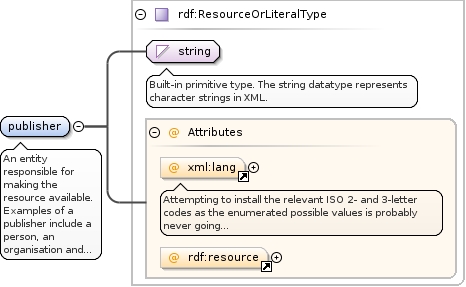 rdf:ResourceOrLiteralType
string
Built-in primitive type. The string datatype represents
character strings in XML.
publisher
An entity
responsible for
making the
resource available.
Examples of a
publisher include a
person, an
organisation and...
@ Attributes
@ xml:lang
Attempting to install the relevant ISO 2- and 3-letter
codes as the enumerated possible values is probably
never going...
@ rdf:resource